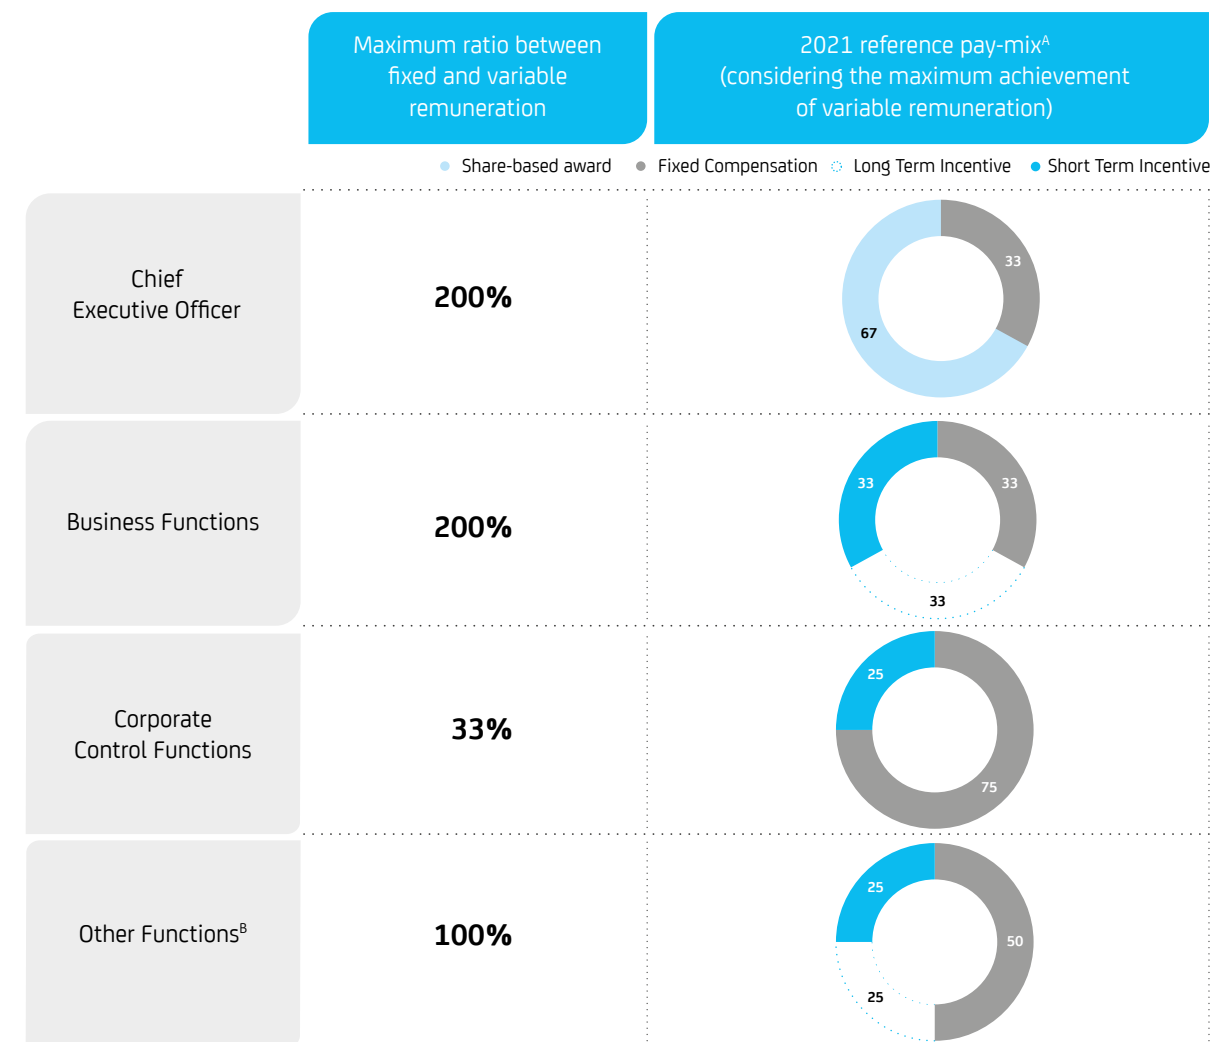 Maximum ratio between
fixed and variable
remuneration
2021 reference pay-mixᴬ
(considering the maximum achievement
of variable remuneration)
Share-based award
Fixed Compensation
Long Term Incentive
Short Term Incentive
Chief
Executive Officer
200%
33
67
Business Functions
200%
33
33
33
Corporate
Control Functions
33%
25
75
Other Functionsᴮ
100%
25
50
25